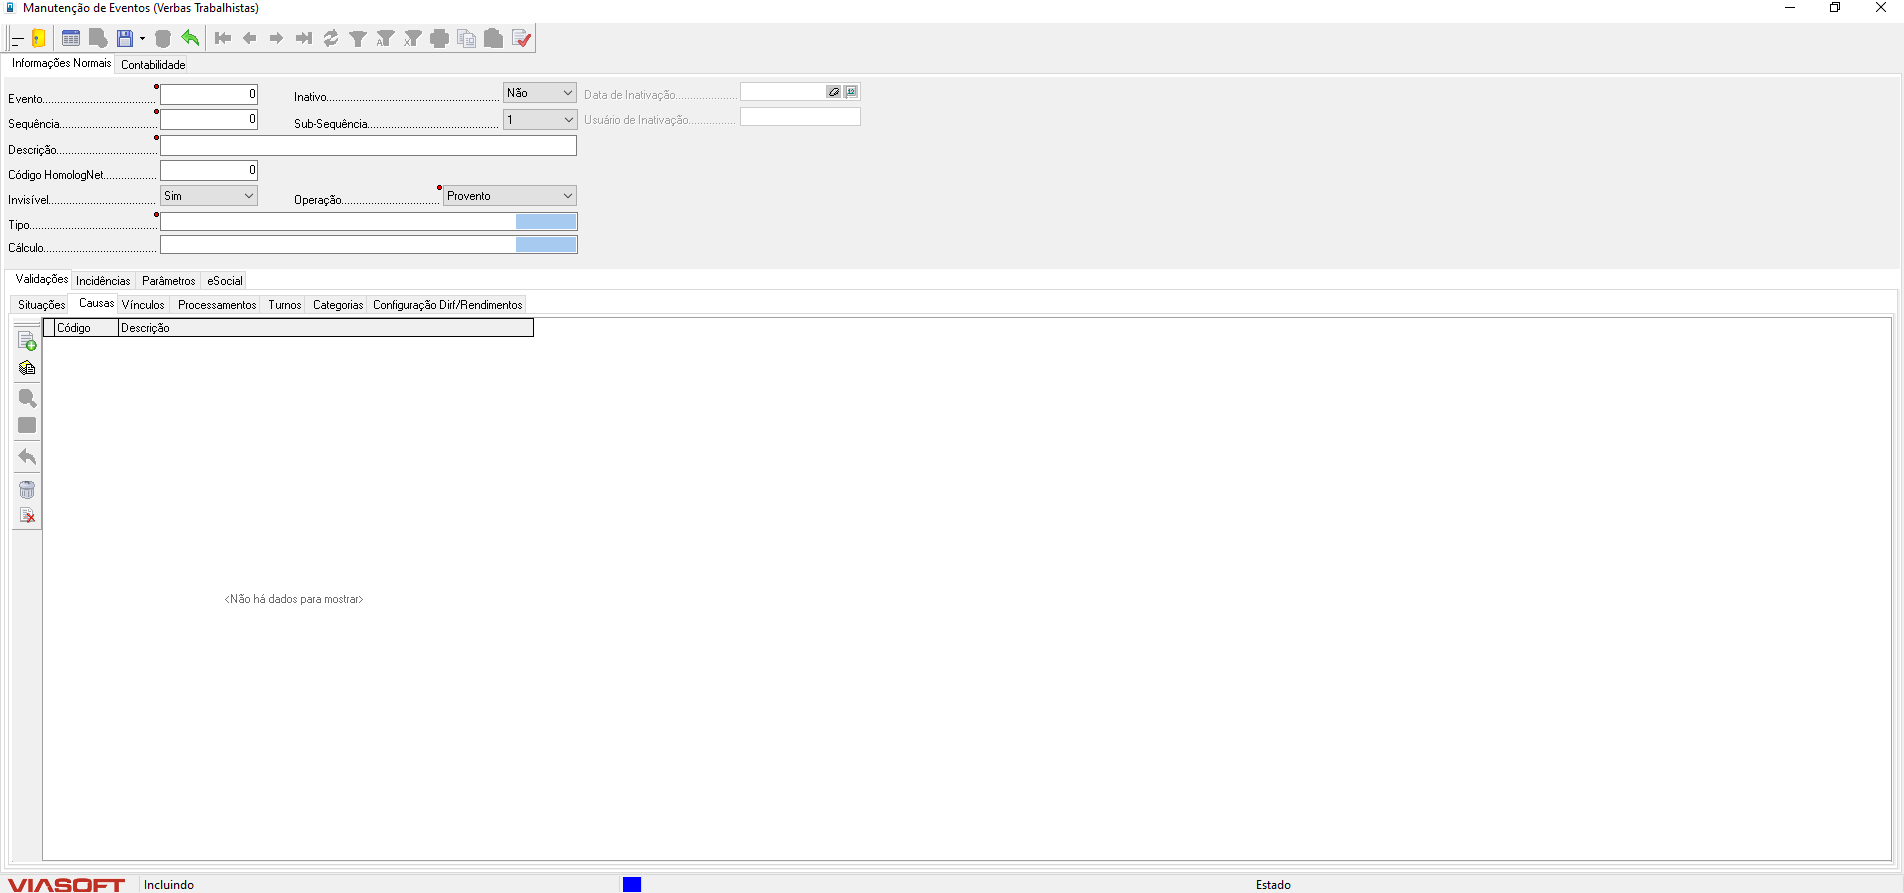 Manutenção de Eventos (Verbas Trabalhistas)
Informações Normais Contabilidade
Evento 0 Inativo Não Data de Inativação
Sequência 0 Sub-Sequência 1 Usuário de Inativação
Descrição
Código HomologNet 0
Invisível Sim Operação Provento
Tipo
Cálculo
Validações Incidências Parâmetros eSocial
Situações Causas Vínculos Processamentos Turnos Categorias Configuração Dirf/Rendimentos
Código Descrição
<Não há dados para mostrar>
VIASOFT Incluindo Estado